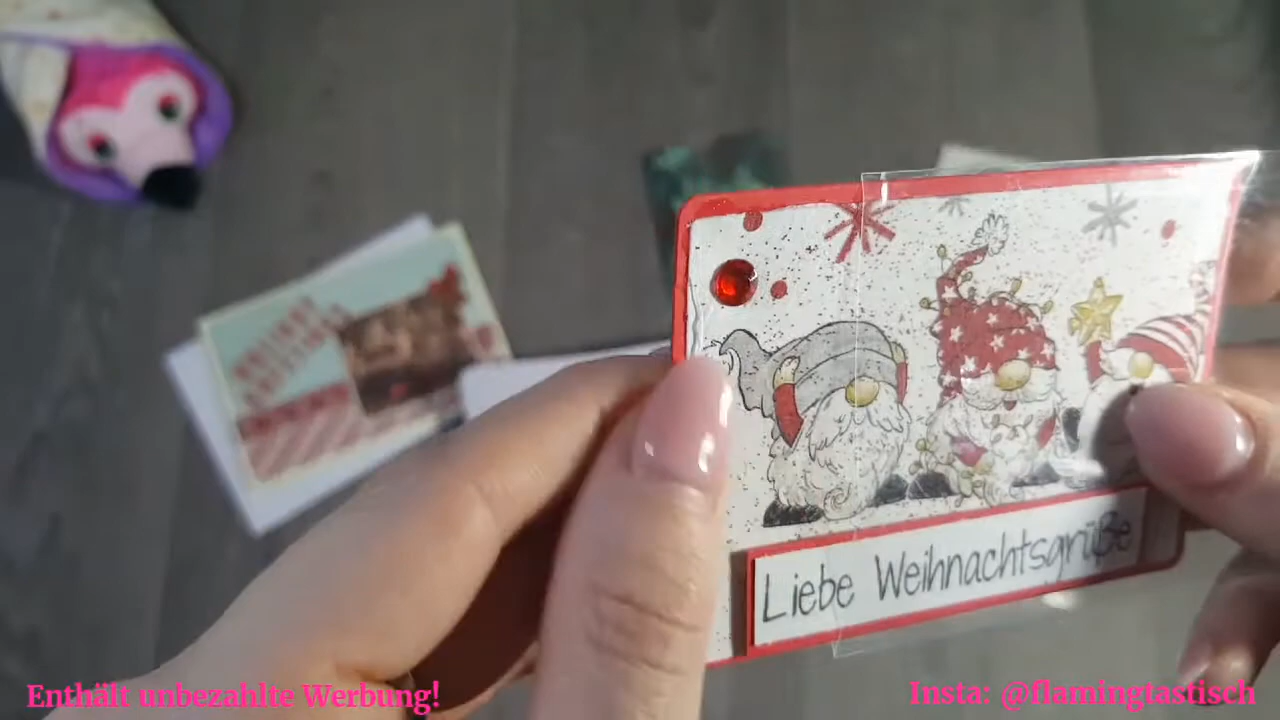 Liebe Weihnachtsgrüße
Enthält unbezahlte Werbung!
Insta: @flamingtastisch